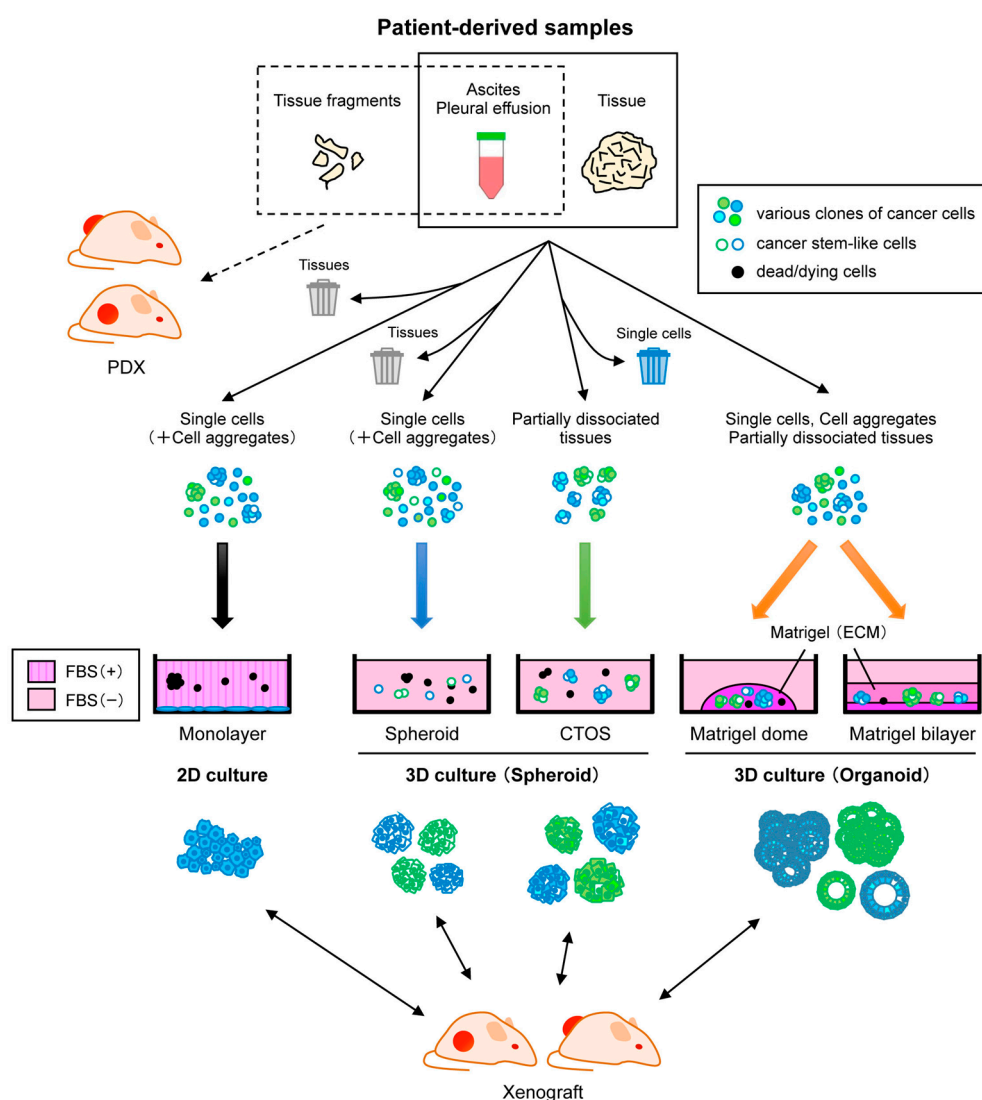 Patient-derived samples
Tissue fragments
Ascites
Pleural effusion
Tissue
various clones of cancer cells
cancer stem-like cells
dead/dying cells
PDX
Tissues
Tissues
Single cells
Single cells
(+Cell aggregates)
Single cells
(+Cell aggregates)
Partially dissociated
tissues
Single cells, Cell aggregates
Partially dissociated tissues
Matrigel (ECM)
FBS(+)
FBS(−)
Monolayer
Spheroid
CTOS
Matrigel dome
Matrigel bilayer
2D culture
3D culture (Spheroid)
3D culture (Organoid)
Xenograft